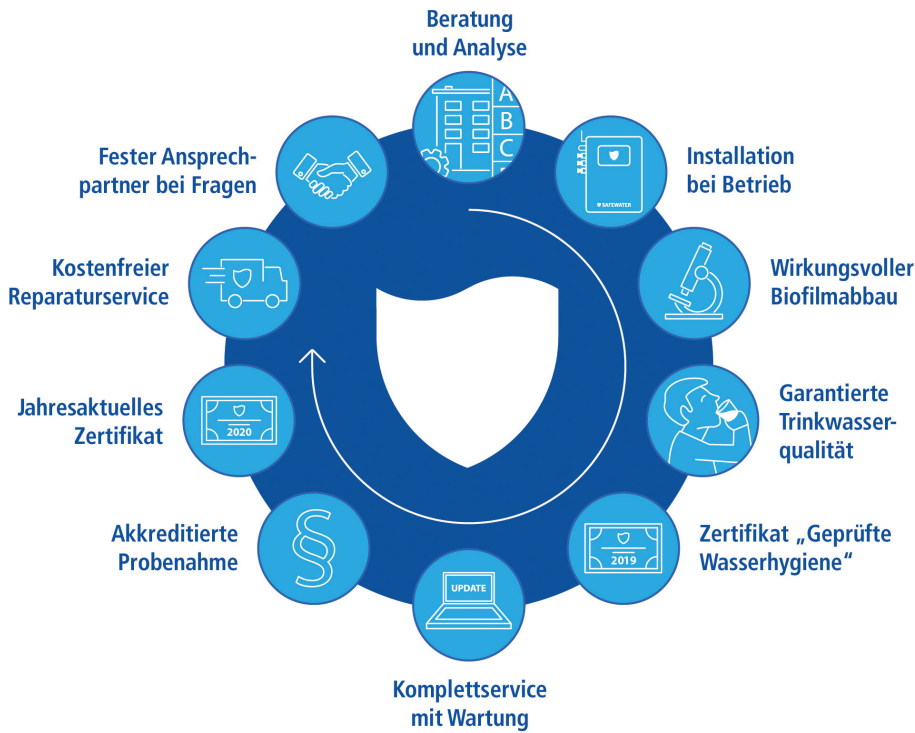 Beratung
und Analyse
A
B
C
Installation
bei Betrieb
SAFEWATER
Wirkungsvoller
Biofilmabbau
Garantierte
Trinkwasser-
qualität
Zertifikat „Geprüfte
Wasserhygiene“
2019
Komplettservice
mit Wartung
UPDATE
Akkreditierte
Probenahme
§
Jahresaktuelles
Zertifikat
2020
Kostenfreier
Reparaturservice
Fester Ansprech-
partner bei Fragen